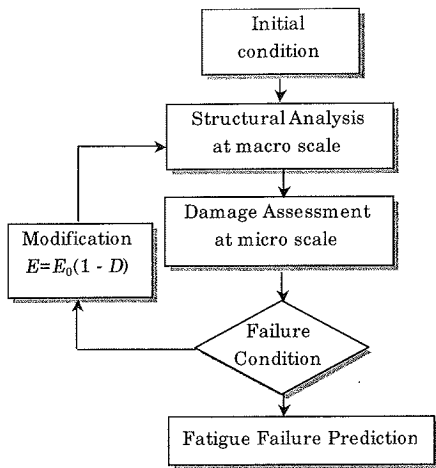 Initial
condition
Structural Analysis
at macro scale
Damage Assessment
at micro scale
Modification
E=E₀(1 - D)
Failure
Condition
Fatigue Failure Prediction